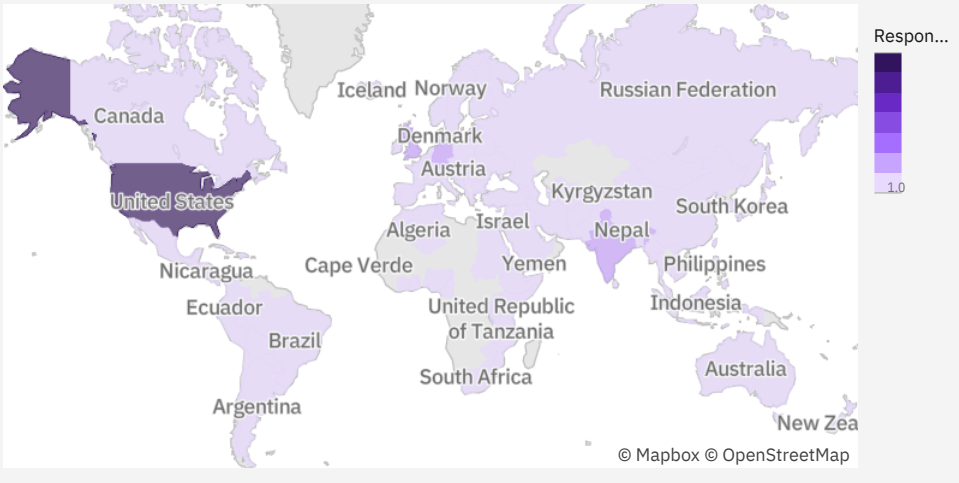 Respon...
1.0
Iceland
Norway
Russian Federation
Canada
Denmark
Austria
Kyrgyzstan
United States
South Korea
Algeria
Israel
Nepal
Cape Verde
Yemen
Philippines
Nicaragua
Ecuador
United Republic
of Tanzania
Indonesia
Brazil
Australia
South Africa
Argentina
New Zea
© Mapbox © OpenStreetMap